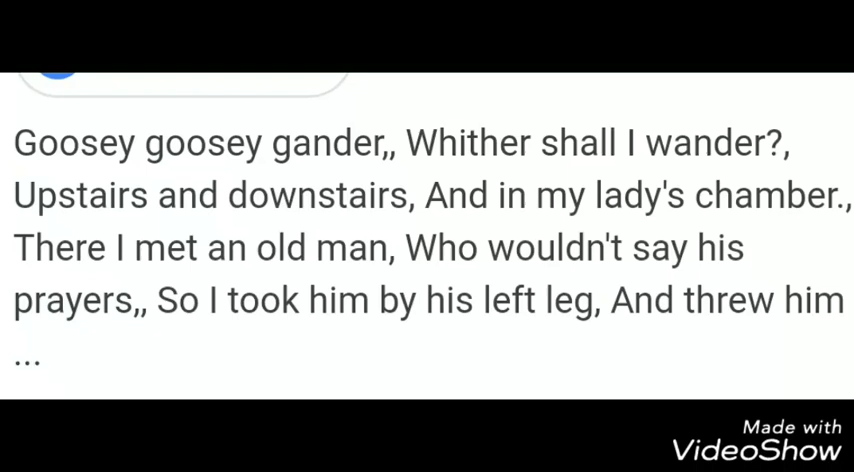 Goosey goosey gander,, Whither shall I wander?,
Upstairs and downstairs, And in my lady's chamber.,
There I met an old man, Who wouldn't say his
prayers,, So I took him by his left leg, And threw him
...
Made with
VideoShow